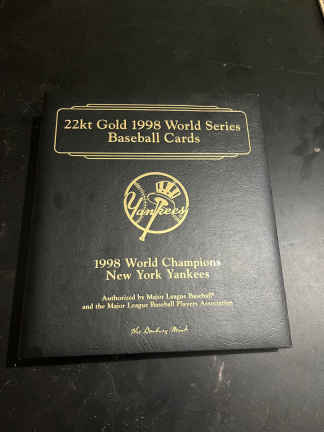 22kt Gold 1998 World Series
Baseball Cards
Yankees
1998 World Champions
New York Yankees
Authorized by Major League Baseball®
and the Major League Baseball Players Association
The Danbury Mint